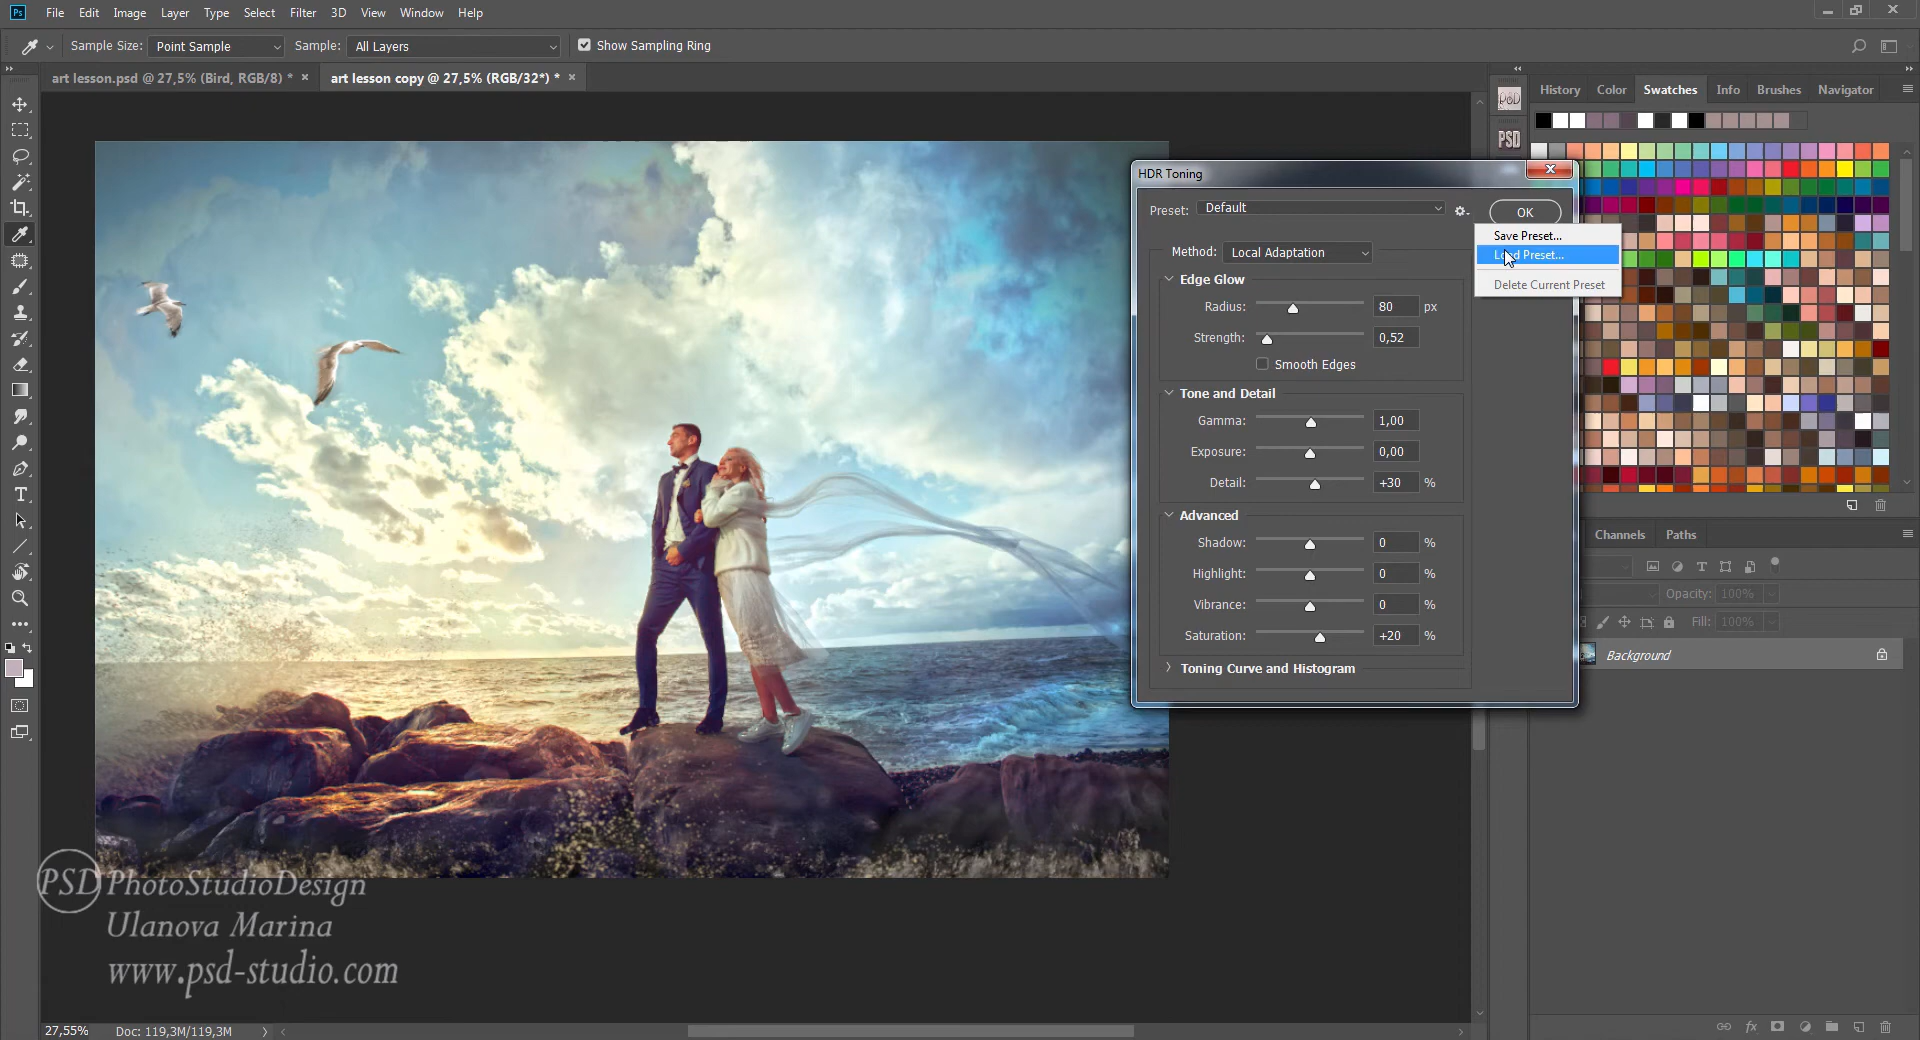 Ps File Edit Image Layer Type Select Filter 3D View Window Help
Sample Size: Point Sample Sample: All Layers Show Sampling Ring
art lesson.psd @ 27,5% (Bird, RGB/8) * × art lesson copy @ 27,5% (RGB/32*) * ×
History Color Swatches Info Brushes Navigator
PSD
PSD
HDR Toning
Preset: Default OK
Save Preset...
Load Preset...
Delete Current Preset
Method: Local Adaptation
Edge Glow
Radius: 80 px
Strength: 0,52
Smooth Edges
Tone and Detail
Gamma: 1,00
Exposure: 0,00
Detail: +30 %
Advanced
Shadow: 0 %
Highlight: 0 %
Vibrance: 0 %
Saturation: +20 %
Toning Curve and Histogram
Channels Paths
Opacity: 100%
Fill: 100%
Background
PSD PhotoStudioDesign
Ulanova Marina
www.psd-studio.com
27,55% Doc: 119,3M/119,3M